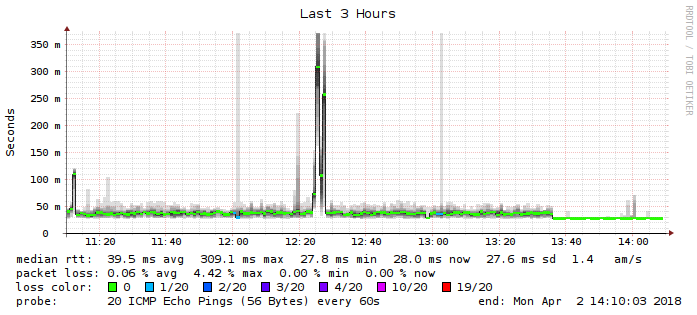 Last 3 Hours
RRDTOOL / TOBI OETIKER
Seconds
350 m
300 m
250 m
200 m
150 m
100 m
50 m
0
11:20 11:40 12:00 12:20 12:40 13:00 13:20 13:40 14:00
median rtt: 39.5 ms avg 309.1 ms max 27.8 ms min 28.0 ms now 27.6 ms sd 1.4 am/s
packet loss: 0.06 % avg 4.42 % max 0.00 % min 0.00 % now
loss color: 0 1/20 2/20 3/20 4/20 10/20 19/20
probe: 20 ICMP Echo Pings (56 Bytes) every 60s end: Mon Apr 2 14:10:03 2018